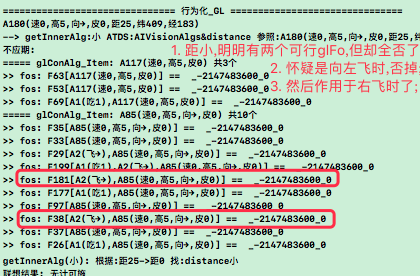 ============================== 行为化_GL ==============================
A180(速0,高5,向→,皮0,距25,纬409,经183)
--> getInnerAlg:小 ATDS:AIVisionAlgs&distance 参照:A180(速0,高5,向→,皮0,距25,纬
不应期:
1. 距小,明明有两个可行glFo,但却全否了
===== glConAlg_Item: A117(速0,高5,皮0) 共3个
2. 怀疑是向左飞时,否掉
>> fos: F63[A117(速0,高5,皮0)] == _-2147483600_0
3. 然后作用于右飞时了;
>> fos: F53[A117(速0,高5,皮0)] == _-2147483600_0
>> fos: F69[A1(吃1),A117(速0,高5,皮0)] == _-2147483600_0
===== glConAlg_Item: A85(速0,高5,向→,皮0) 共10个
>> fos: F35[A85(速0,高5,向→,皮0)] == _-2147483600_0
>> fos: F33[A85(速0,高5,向→,皮0)] == _-2147483600_0
>> fos: F29[A2(飞→),A85(速0,高5,向→,皮0)] == _-2147483600_0
>> fos: F199[A1(吃1),A2(飞→),A85(速0,高5,向→,皮0)] == _-2147483600_0
>> fos: F181[A2(飞→),A85(速0,高5,向→,皮0)] == _-2147483600_0
>> fos: F177[A1(吃1),A85(速0,高5,向→,皮0)] == _-2147483600_0
>> fos: F97[A85(速0,高5,向→,皮0)] == _-2147483600_0
>> fos: F38[A2(飞→),A85(速0,高5,向→,皮0)] == _-2147483600_0
>> fos: F37[A85(速0,高5,向→,皮0)] == _-2147483600_0
>> fos: F26[A1(吃1),A85(速0,高5,向→,皮0)] == _-2147483600_0
getInnerAlg(小): 根据:距25->距0 找:distance小
联想结果: 无计可施